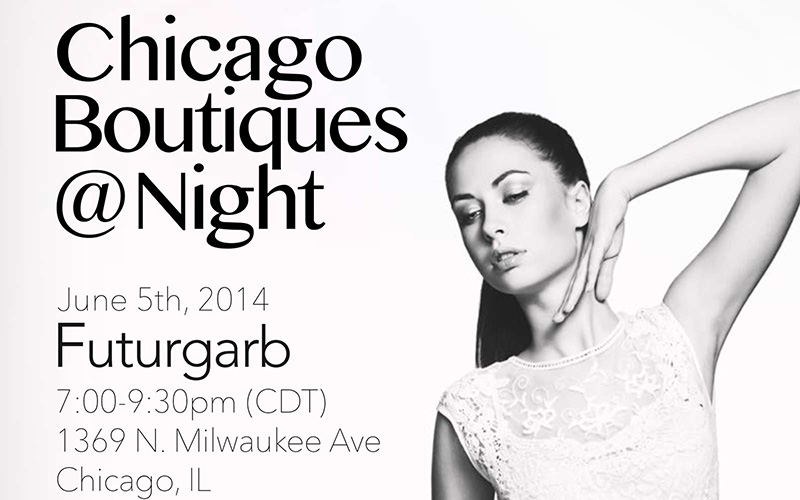 Chicago
Boutiques
@Night
June 5th, 2014
Futurgarb
7:00-9:30pm (CDT)
1369 N. Milwaukee Ave
Chicago, IL